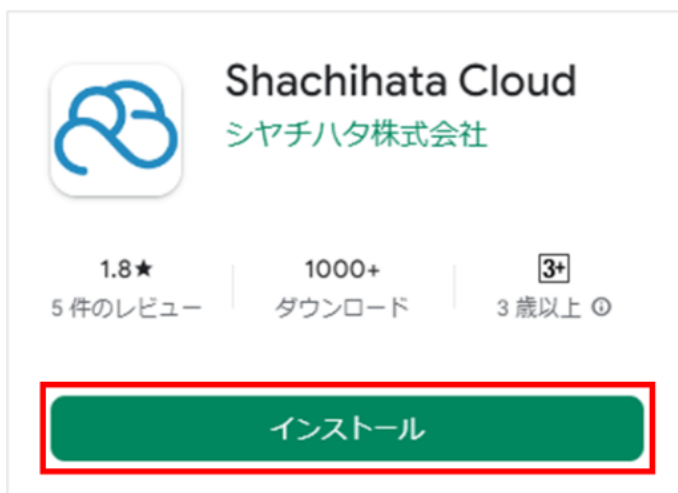 Shachihata Cloud
シヤチハタ株式会社
1.8★
1000+
3+
5 件のレビュー
ダウンロード
3 歳以上
インストール